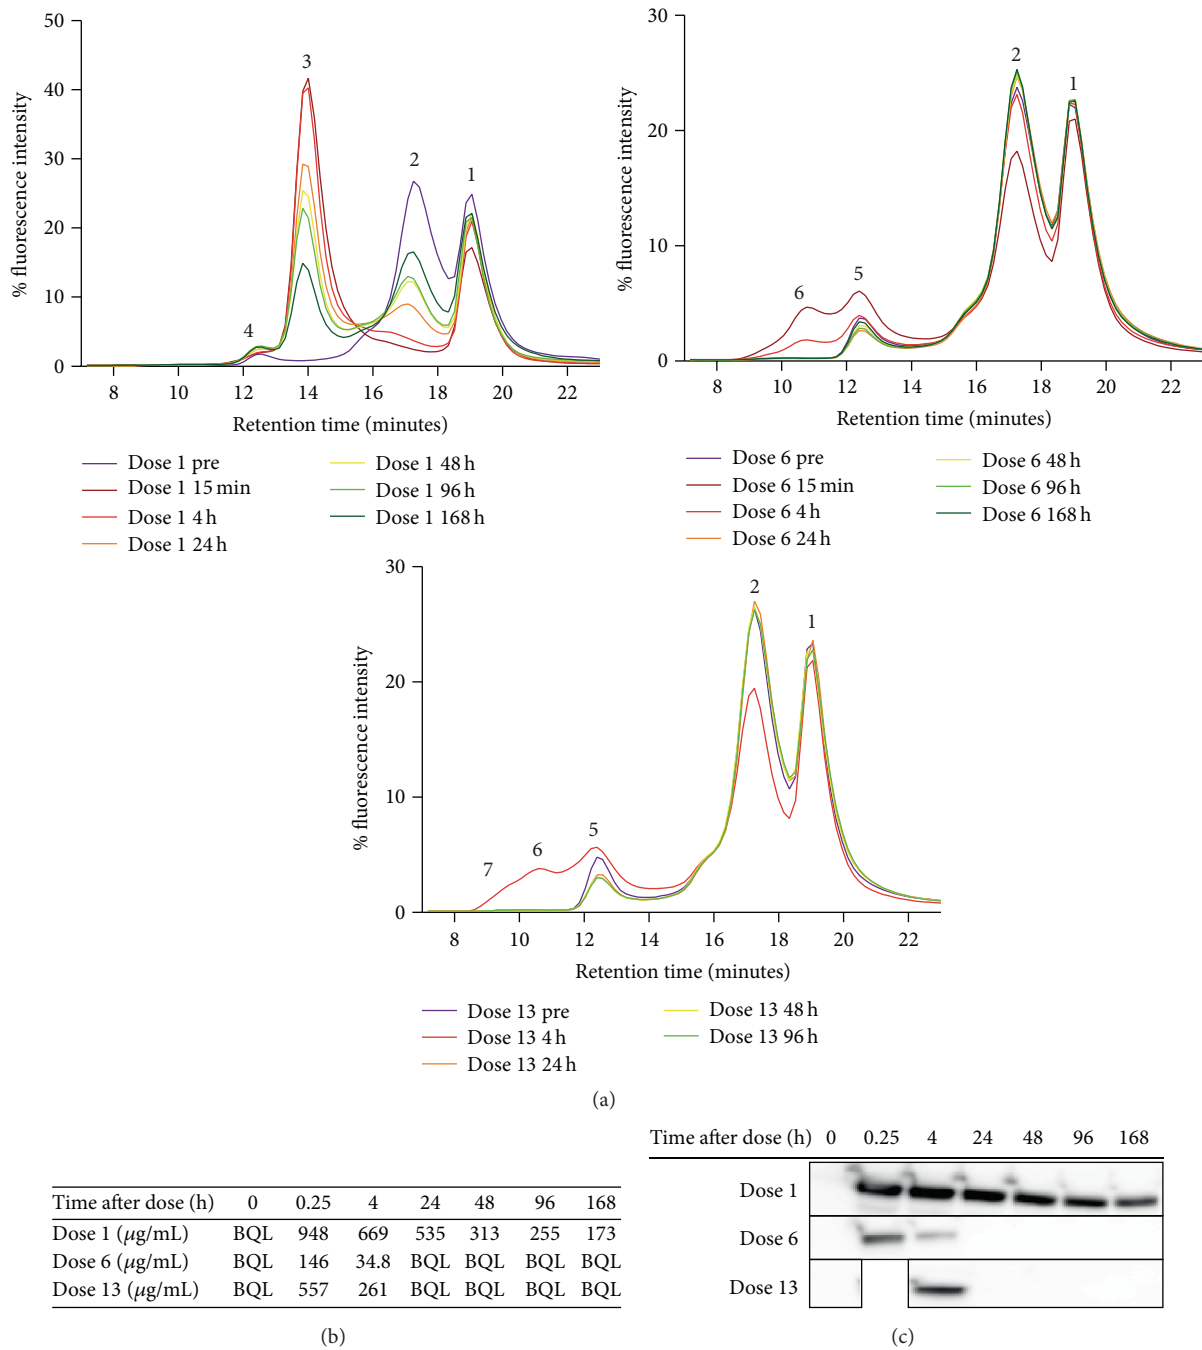 50
40
30
20
10
0
% fluorescence intensity
3
2
1
4
8 10 12 14 16 18 20 22
Retention time (minutes)
Dose 1 pre
Dose 1 15 min
Dose 1 4 h
Dose 1 24 h
Dose 1 48 h
Dose 1 96 h
Dose 1 168 h
30
20
10
0
% fluorescence intensity
2
1
5
6
8 10 12 14 16 18 20 22
Retention time (minutes)
Dose 6 pre
Dose 6 15 min
Dose 6 4 h
Dose 6 24 h
Dose 6 48 h
Dose 6 96 h
Dose 6 168 h
30
20
10
0
% fluorescence intensity
2
1
5
6
7
8 10 12 14 16 18 20 22
Retention time (minutes)
Dose 13 pre
Dose 13 4 h
Dose 13 24 h
Dose 13 48 h
Dose 13 96 h
(a)
Time after dose (h) 0 0.25 4 24 48 96 168
Dose 1 (μg/mL) BQL 948 669 535 313 255 173
Dose 6 (μg/mL) BQL 146 34.8 BQL BQL BQL BQL
Dose 13 (μg/mL) BQL 557 261 BQL BQL BQL BQL
(b)
Time after dose (h) 0 0.25 4 24 48 96 168
Dose 1
Dose 6
Dose 13
(c)